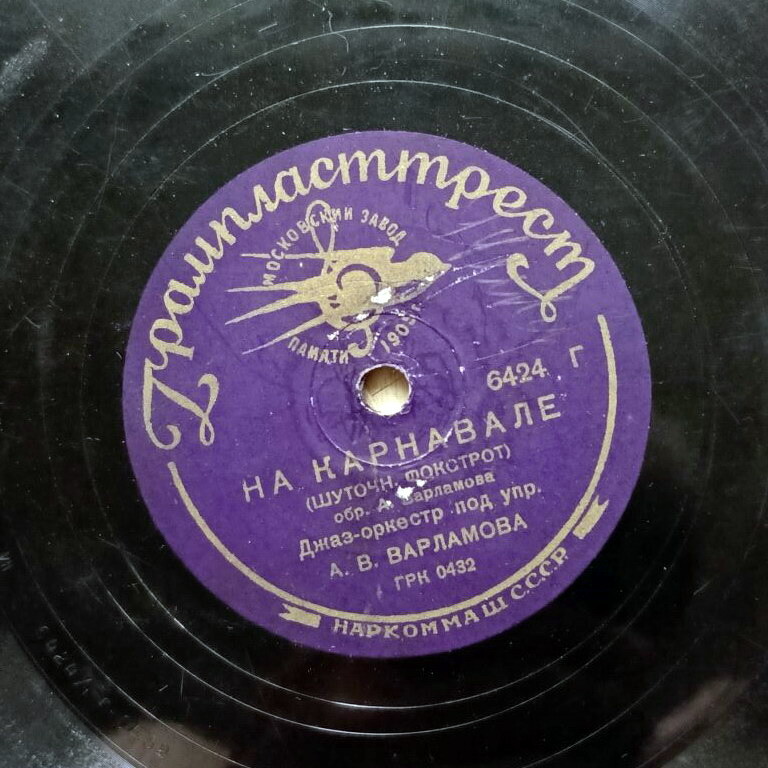 Грампласттрест
МОСКОВСКИЙ ЗАВОД
ПАМАТИ 1905 г.
6424 Г
НА КАРНАВАЛЕ
(ШУТОЧН. ФОКСТРОТ)
обр. А. Варламова
Джаз-оркестр под упр.
А. В. ВАРЛАМОВА
ГРК 0432
НАРКОММАШ С.С.С.Р.